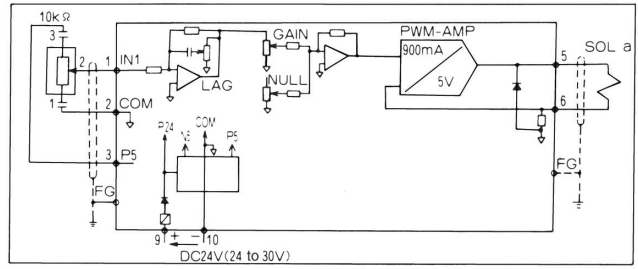 10kΩ
3
2
1
1 IN1
2 COM
3 P5
FG
LAG
GAIN
NULL
PWM-AMP
900mA
5V
5
SOL a
6
FG
P24
N5
COM
P5
9 + − 10
DC24V(24 to 30V)